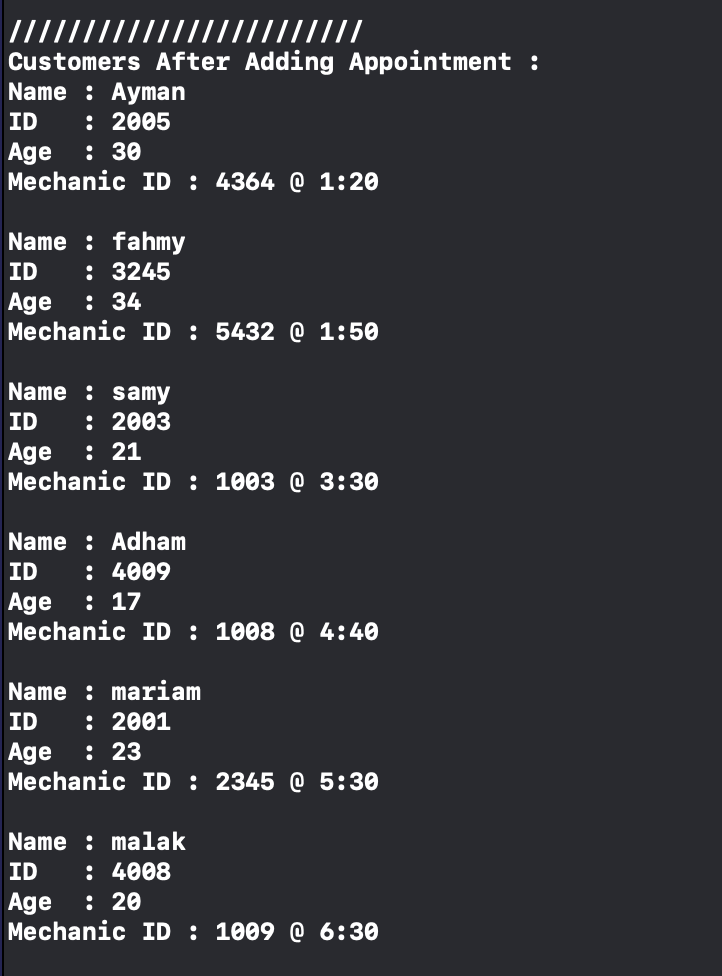 ////////////////////////
Customers After Adding Appointment :
Name : Ayman
ID   : 2005
Age  : 30
Mechanic ID : 4364 @ 1:20
Name : fahmy
ID   : 3245
Age  : 34
Mechanic ID : 5432 @ 1:50
Name : samy
ID   : 2003
Age  : 21
Mechanic ID : 1003 @ 3:30
Name : Adham
ID   : 4009
Age  : 17
Mechanic ID : 1008 @ 4:40
Name : mariam
ID   : 2001
Age  : 23
Mechanic ID : 2345 @ 5:30
Name : malak
ID   : 4008
Age  : 20
Mechanic ID : 1009 @ 6:30